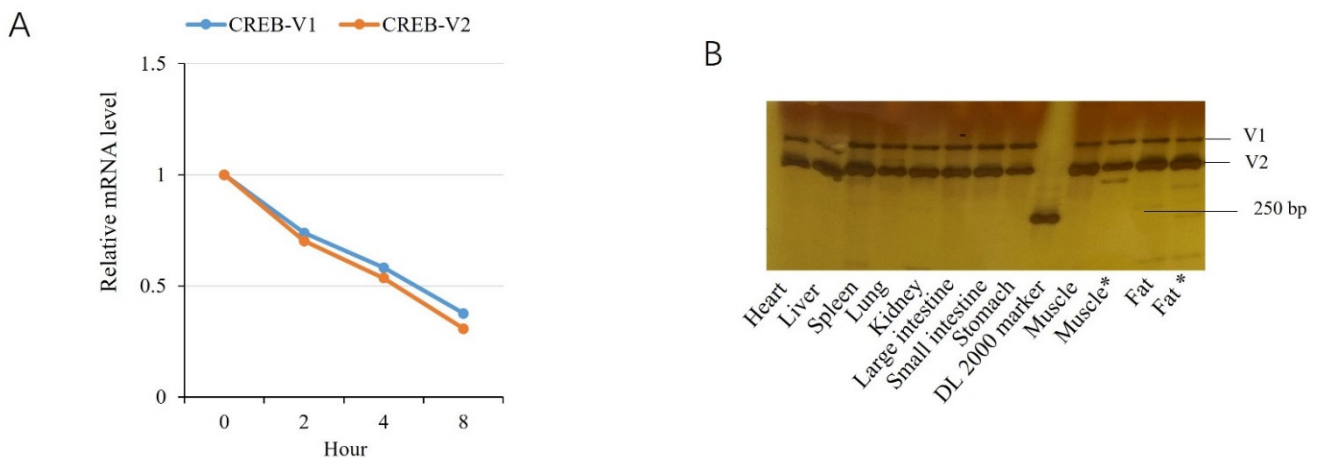 A
CREB-V1 CREB-V2
Relative mRNA level
1.5
1
0.5
0
0 2 4 8
Hour
B
V1
V2
250 bp
Heart
Liver
Spleen
Lung
Kidney
Large intestine
Small intestine
Stomach
DL 2000 marker
Muscle
Muscle*
Fat
Fat *